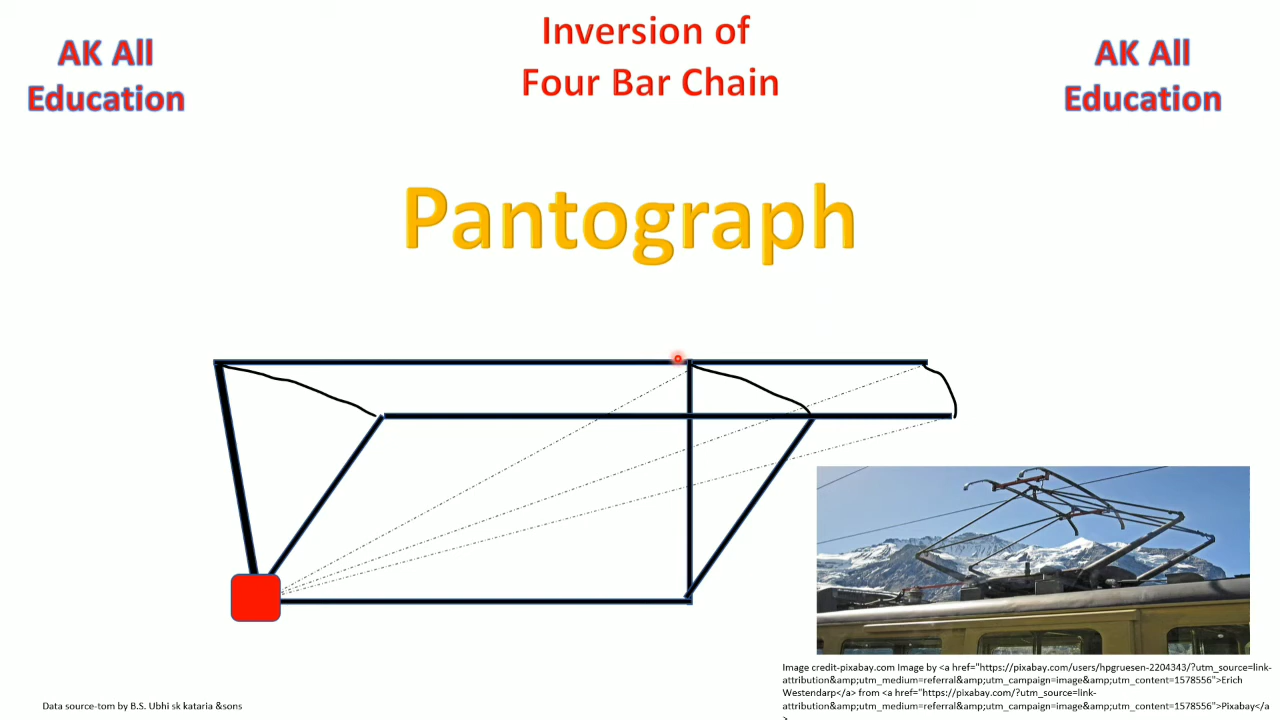 AK All
Education
Inversion of
Four Bar Chain
AK All
Education
Pantograph
Image credit-pixabay.com Image by <a href="https://pixabay.com/users/hpgruesen-2204343/?utm_source=link-
attribution&amp;utm_medium=referral&amp;utm_campaign=image&amp;utm_content=1578556">Erich
Westendarp</a> from <a href="https://pixabay.com/?utm_source=link-
attribution&amp;utm_medium=referral&amp;utm_campaign=image&amp;utm_content=1578556">Pixabay</a
>
Data source-tom by B.S. Ubhi sk kataria &sons